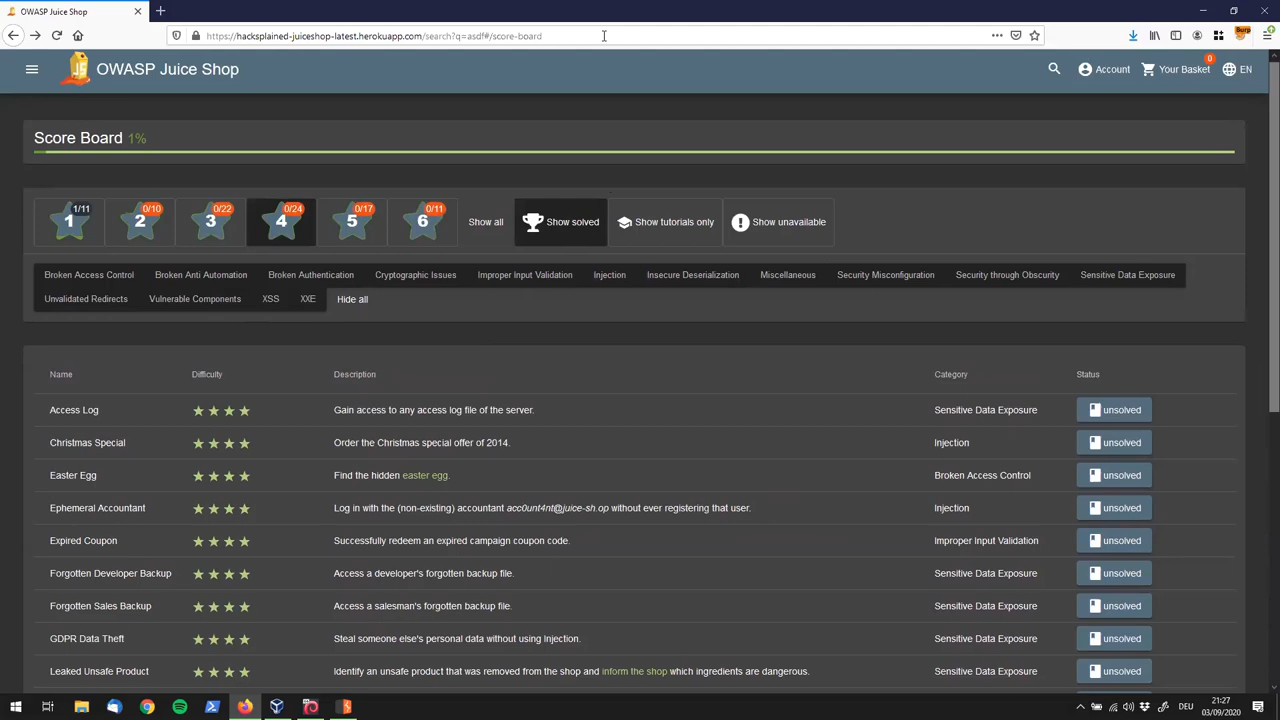 OWASP Juice Shop
https://hacksplained-juiceshop-latest.herokuapp.com/search?q=asdf#/score-board
Burp
OWASP Juice Shop
Account
Your Basket
0
EN
Score Board 1%
1 1/11
2 0/10
3 0/22
4 0/24
5 0/17
6 0/11
Show all
Show solved
Show tutorials only
Show unavailable
Broken Access Control Broken Anti Automation Broken Authentication Cryptographic Issues Improper Input Validation Injection Insecure Deserialization Miscellaneous Security Misconfiguration Security through Obscurity Sensitive Data Exposure
Unvalidated Redirects Vulnerable Components XSS XXE Hide all
Name Difficulty Description Category Status
Access Log Gain access to any access log file of the server. Sensitive Data Exposure unsolved
Christmas Special Order the Christmas special offer of 2014. Injection unsolved
Easter Egg Find the hidden easter egg. Broken Access Control unsolved
Ephemeral Accountant Log in with the (non-existing) accountant acc0unt4nt@juice-sh.op without ever registering that user. Injection unsolved
Expired Coupon Successfully redeem an expired campaign coupon code. Improper Input Validation unsolved
Forgotten Developer Backup Access a developer's forgotten backup file. Sensitive Data Exposure unsolved
Forgotten Sales Backup Access a salesman's forgotten backup file. Sensitive Data Exposure unsolved
GDPR Data Theft Steal someone else's personal data without using Injection. Sensitive Data Exposure unsolved
Leaked Unsafe Product Identify an unsafe product that was removed from the shop and inform the shop which ingredients are dangerous. Sensitive Data Exposure unsolved
DEU
21:27
03/09/2020